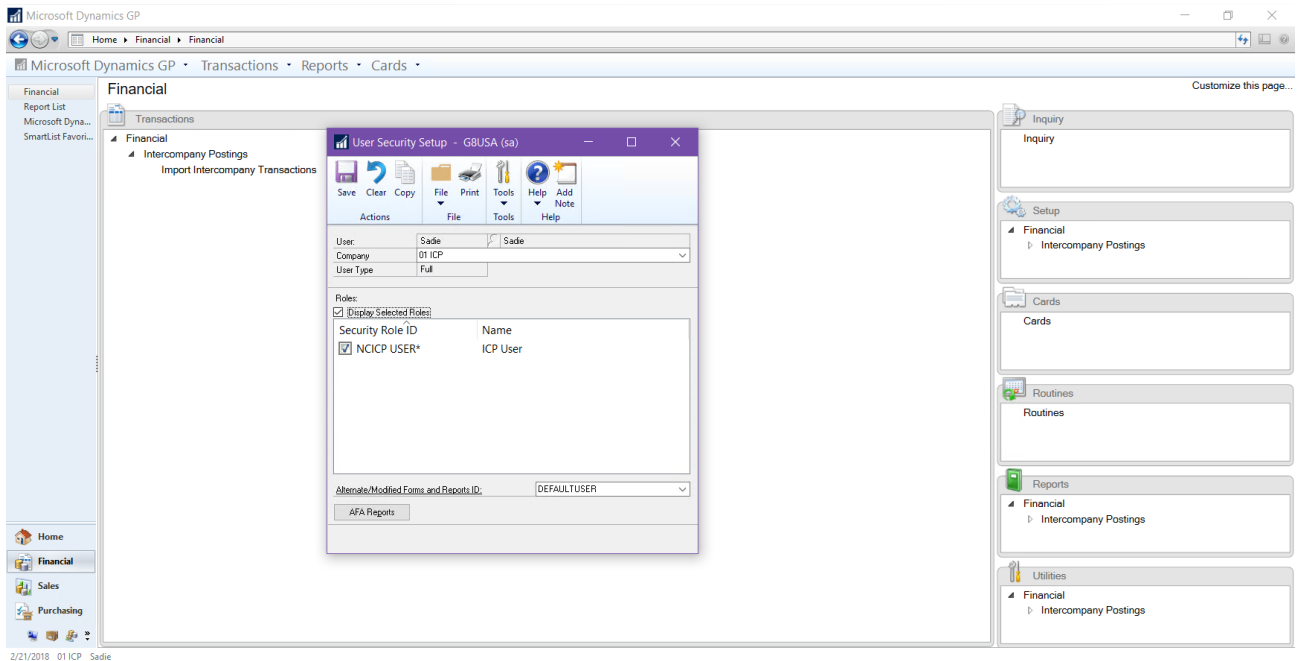 Microsoft Dynamics GP
Home Financial Financial
Microsoft Dynamics GP Transactions Reports Cards
Financial
Report List
Microsoft Dyna...
SmartList Favori...
Financial
Customize this page...
Transactions
Financial
Intercompany Postings
Import Intercompany Transactions
User Security Setup - G8USA (sa)
Save Clear Copy File Print Tools Help Add Note
Actions File Tools Help
User: Sadie Sadie
Company 01 ICP
User Type Full
Roles:
Display Selected Roles
Security Role ID Name
NCICP USER* ICP User
Alternate/Modified Forms and Reports ID: DEFAULTUSER
AFA Reports
Inquiry
Inquiry
Setup
Financial
Intercompany Postings
Cards
Cards
Routines
Routines
Reports
Financial
Intercompany Postings
Utilities
Financial
Intercompany Postings
Home
Financial
Sales
Purchasing
2/21/2018 01 ICP Sadie